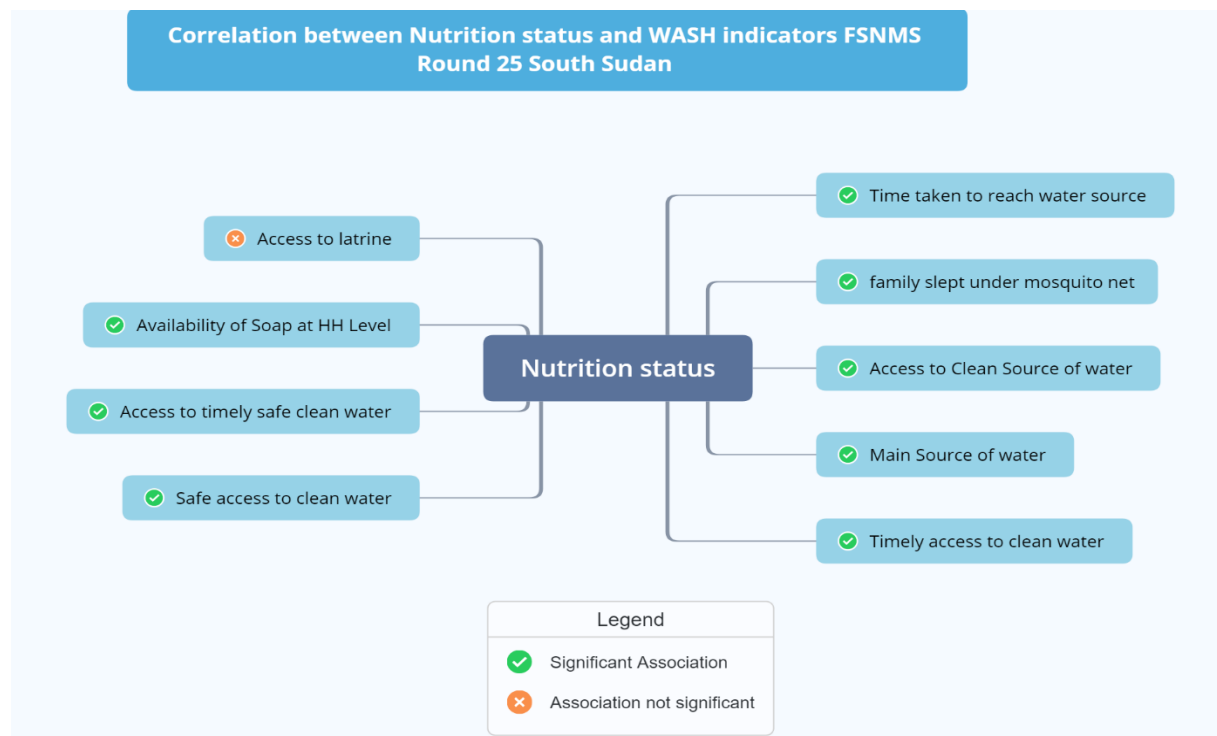 Correlation between Nutrition status and WASH indicators FSNMS
Round 25 South Sudan
Access to latrine
Availability of Soap at HH Level
Access to timely safe clean water
Safe access to clean water
Nutrition status
Time taken to reach water source
family slept under mosquito net
Access to Clean Source of water
Main Source of water
Timely access to clean water
Legend
Significant Association
Association not significant